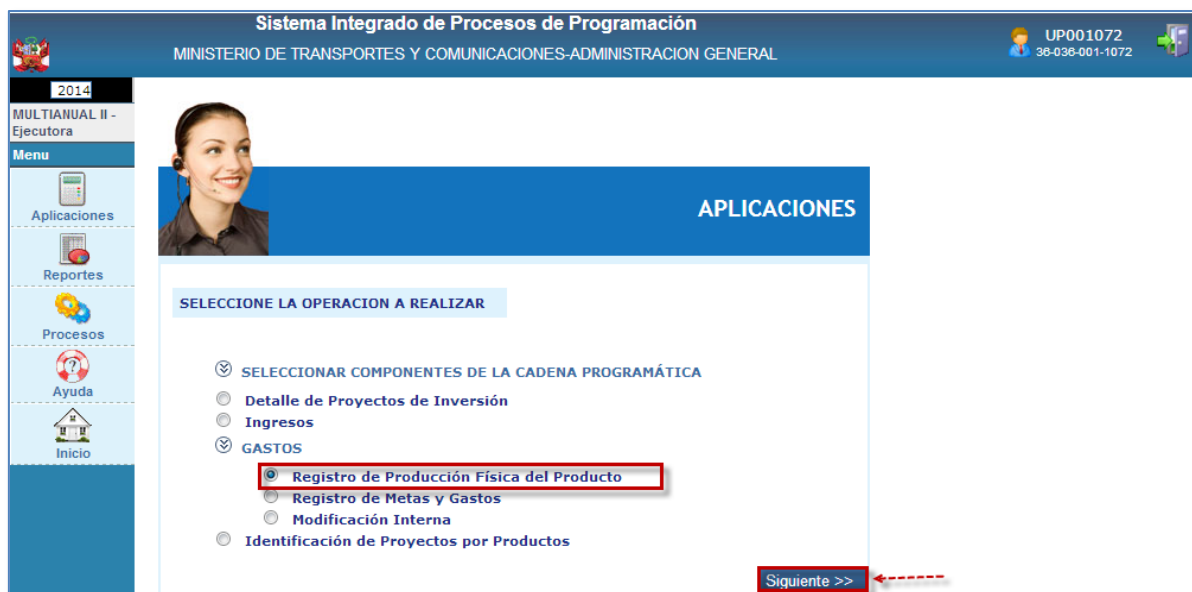 Sistema Integrado de Procesos de Programación
MINISTERIO DE TRANSPORTES Y COMUNICACIONES-ADMINISTRACION GENERAL
UP001072
36-036-001-1072
2014
MULTIANUAL II -
Ejecutora
Menu
Aplicaciones
Reportes
Procesos
Ayuda
Inicio
APLICACIONES
SELECCIONE LA OPERACION A REALIZAR
SELECCIONAR COMPONENTES DE LA CADENA PROGRAMÁTICA
Detalle de Proyectos de Inversión
Ingresos
GASTOS
Registro de Producción Física del Producto
Registro de Metas y Gastos
Modificación Interna
Identificación de Proyectos por Productos
Siguiente >>